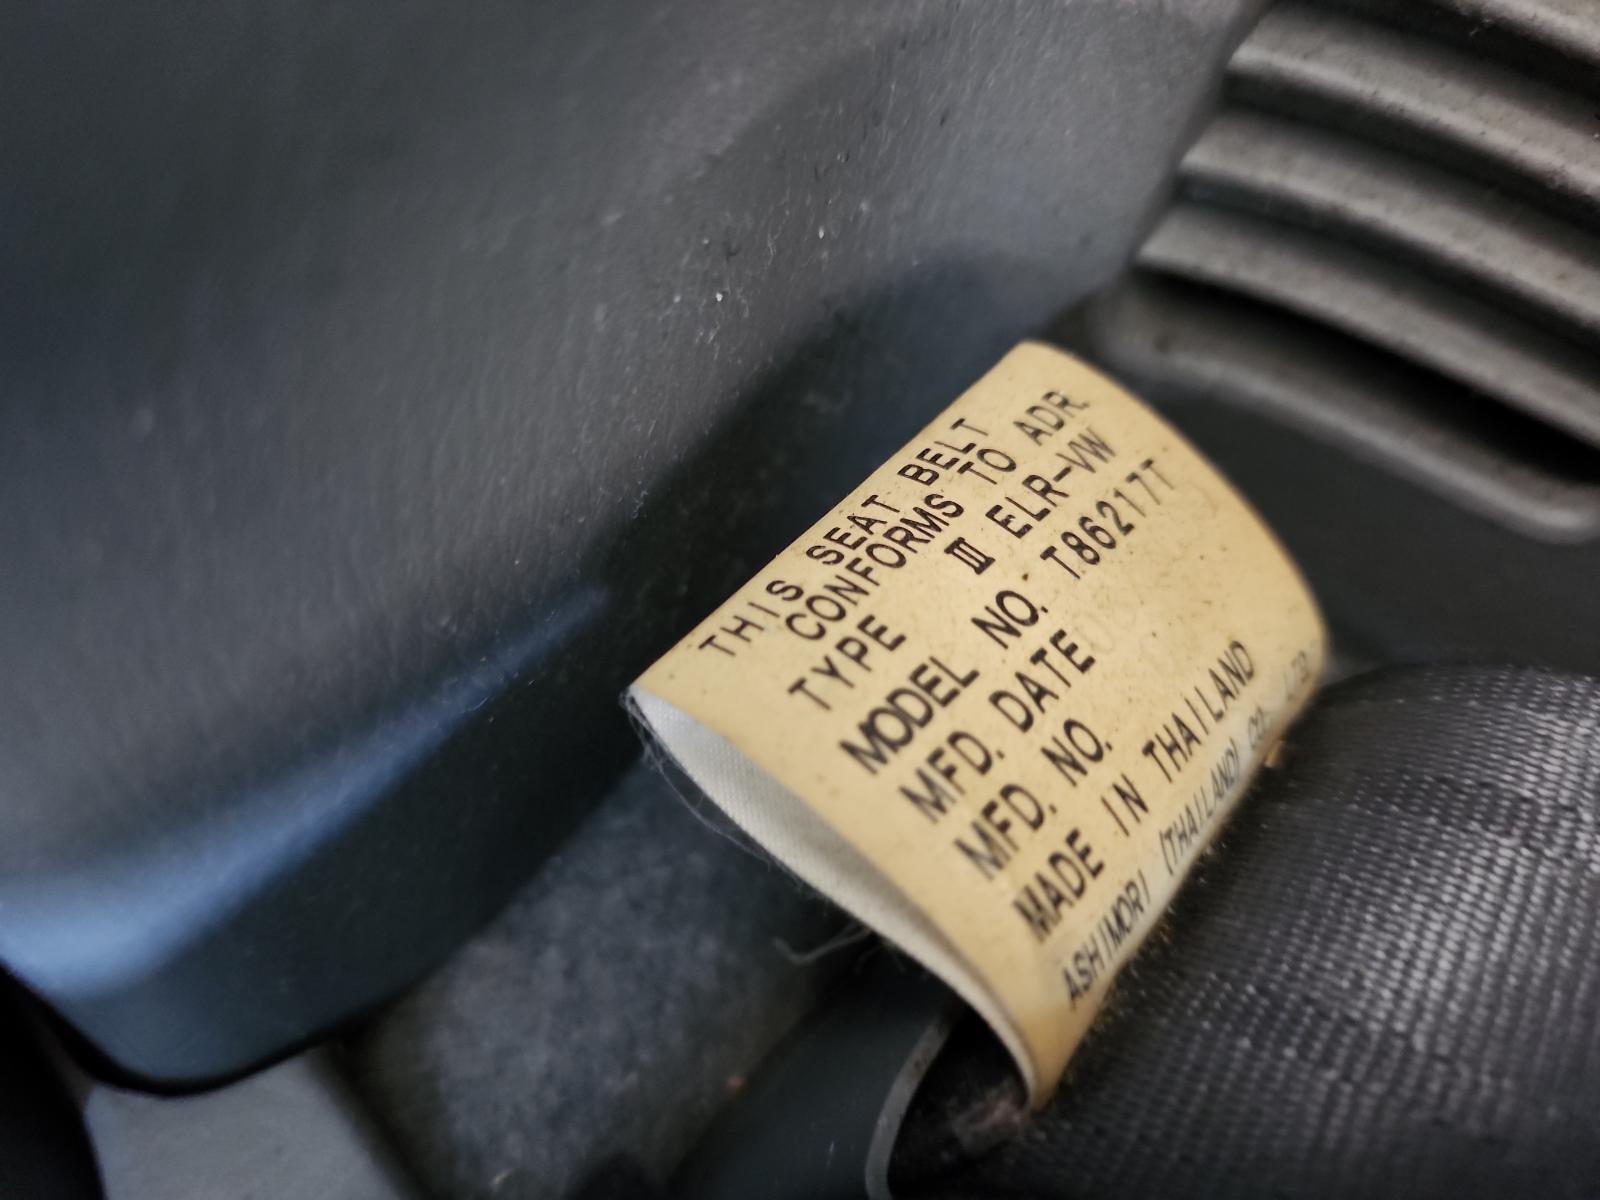 THIS SEAT BELT
CONFORMS TO ADR.
TYPE III ELR-VW
MODEL NO. T86217T
MFD. DATE
MFD. NO.
MADE IN THAILAND
ASHIMORI (THAILAND) CO. LTD.